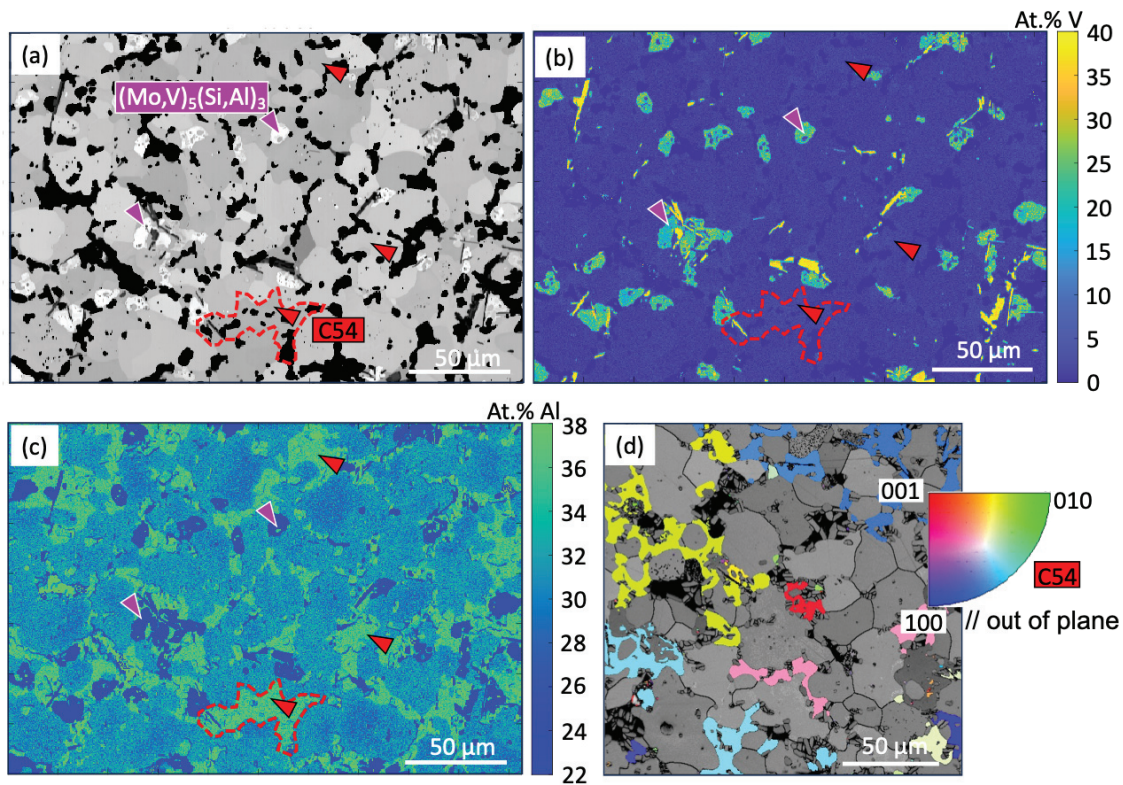 (a)
(Mo,V)₅(Si,Al)₃
C54
50 µm
At.% V
(b)
50 µm
40
35
30
25
20
15
10
5
0
At.% Al
(c)
50 µm
38
36
34
32
30
28
26
24
22
(d)
001
010
C54
100 // out of plane
50 µm